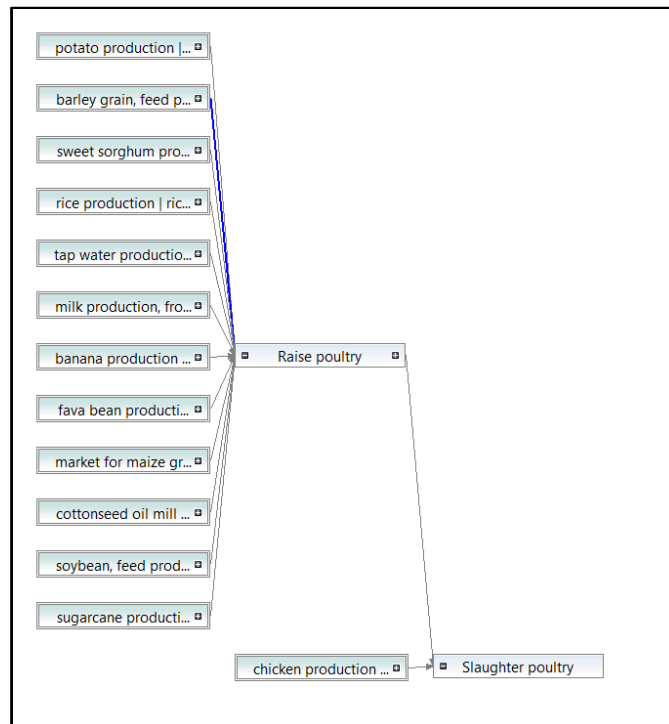 potato production |...
barley grain, feed p...
sweet sorghum pro...
rice production | ric...
tap water productio...
milk production, fro...
banana production ...
Raise poultry
fava bean producti...
market for maize gr...
cottonseed oil mill ...
soybean, feed prod...
sugarcane producti...
chicken production ...
Slaughter poultry